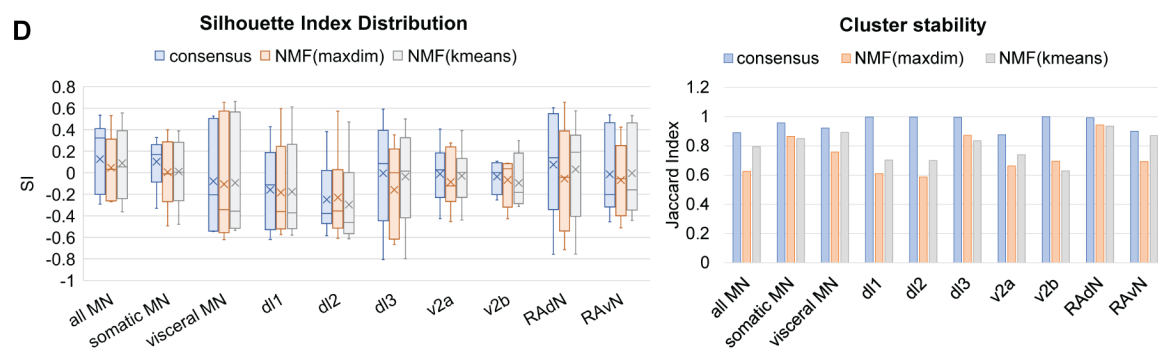 D
Silhouette Index Distribution
consensus NMF(maxdim) NMF(kmeans)
SI
0.8
0.6
0.4
0.2
0
-0.2
-0.4
-0.6
-0.8
-1
all MN
somatic MN
visceral MN
dI1
dI2
dI3
v2a
v2b
RAdN
RAvN
Cluster stability
consensus NMF(maxdim) NMF(kmeans)
Jaccard Index
1.2
1
0.8
0.6
0.4
0.2
0
all MN
somatic MN
visceral MN
dI1
dI2
dI3
v2a
v2b
RAdN
RAvN